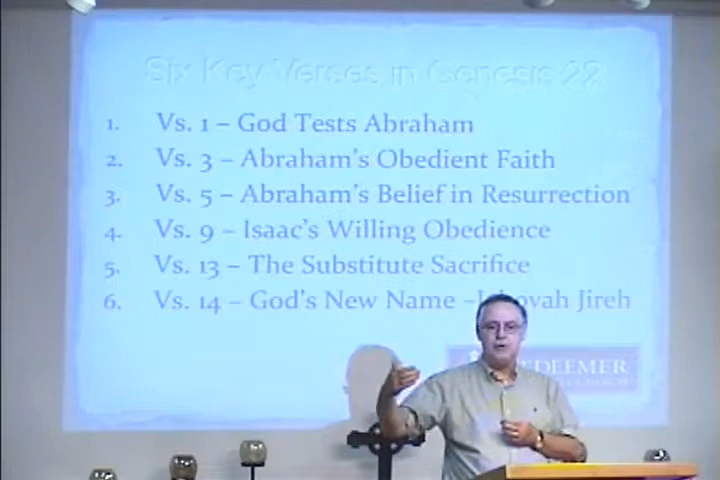 Six Key Verses in Genesis 22
1. Vs. 1 – God Tests Abraham
2. Vs. 3 – Abraham's Obedient Faith
3. Vs. 5 – Abraham's Belief in Resurrection
4. Vs. 9 – Isaac's Willing Obedience
5. Vs. 13 – The Substitute Sacrifice
6. Vs. 14 – God's New Name – Jehovah Jireh
REDEEMER